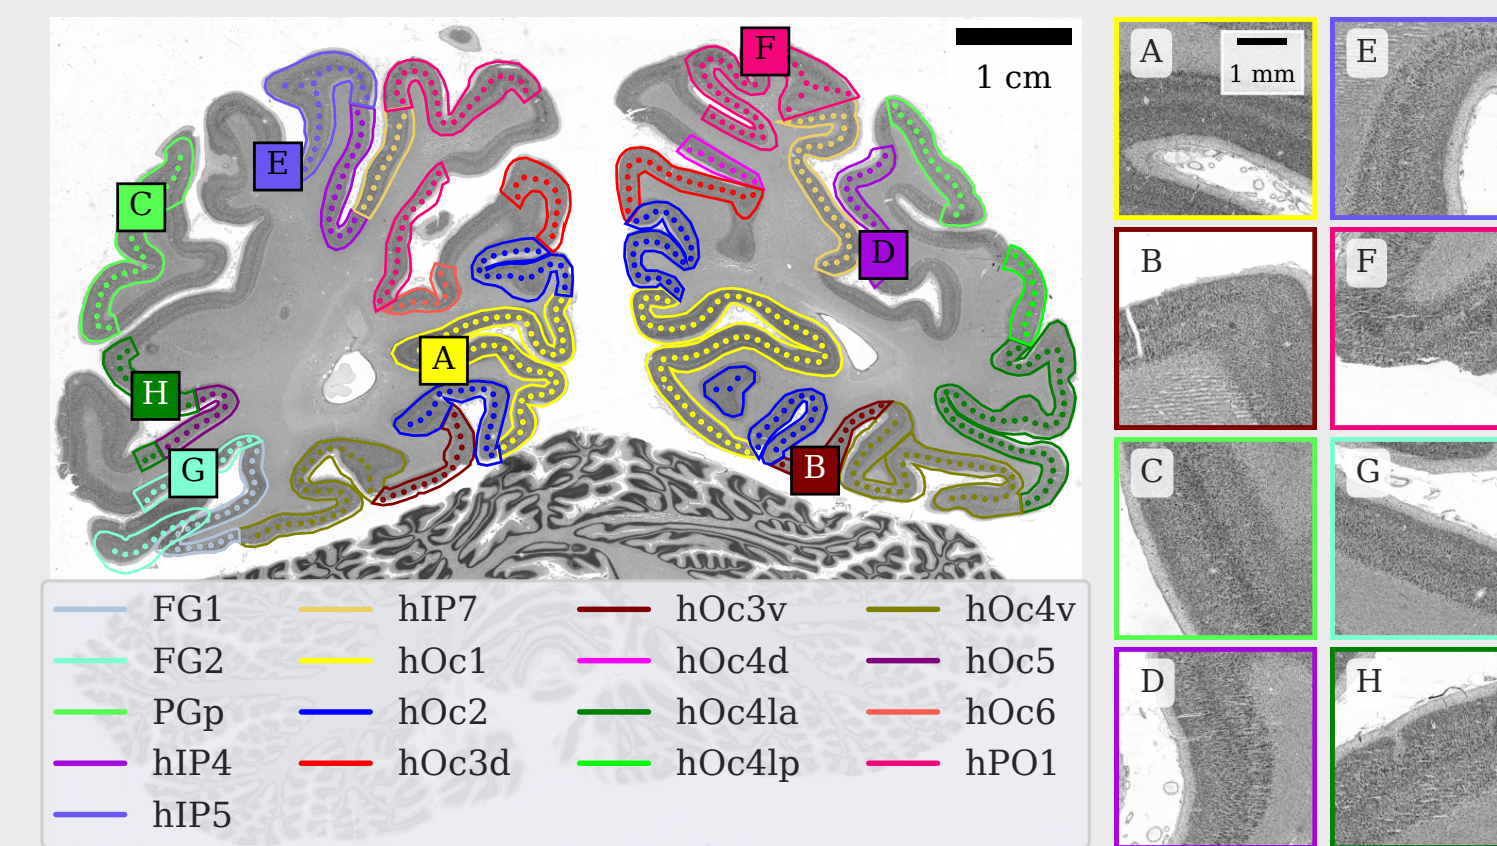 F
1 cm
A
1 mm
E
E
C
B
F
D
A
H
G
B
C
G
D
H
FG1
hIP7
hOc3v
hOc4v
FG2
hOc1
hOc4d
hOc5
PGp
hOc2
hOc4la
hOc6
hIP4
hOc3d
hOc4lp
hPO1
hIP5